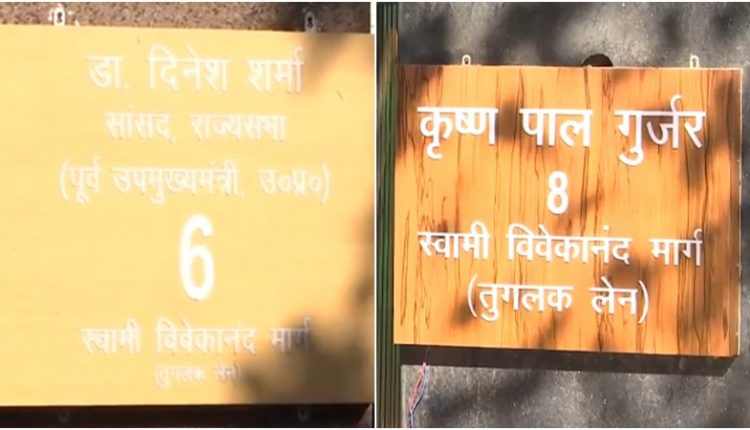 डा. दिनेश शर्मा
सांसद, राज्यसभा
(पूर्व उपमुख्यमंत्री, उ०प्र०)
6
स्वामी विवेकानंद मार्ग
(तुगलक लेन)
कृष्ण पाल गुर्जर
8
स्वामी विवेकानंद मार्ग
(तुगलक लेन)